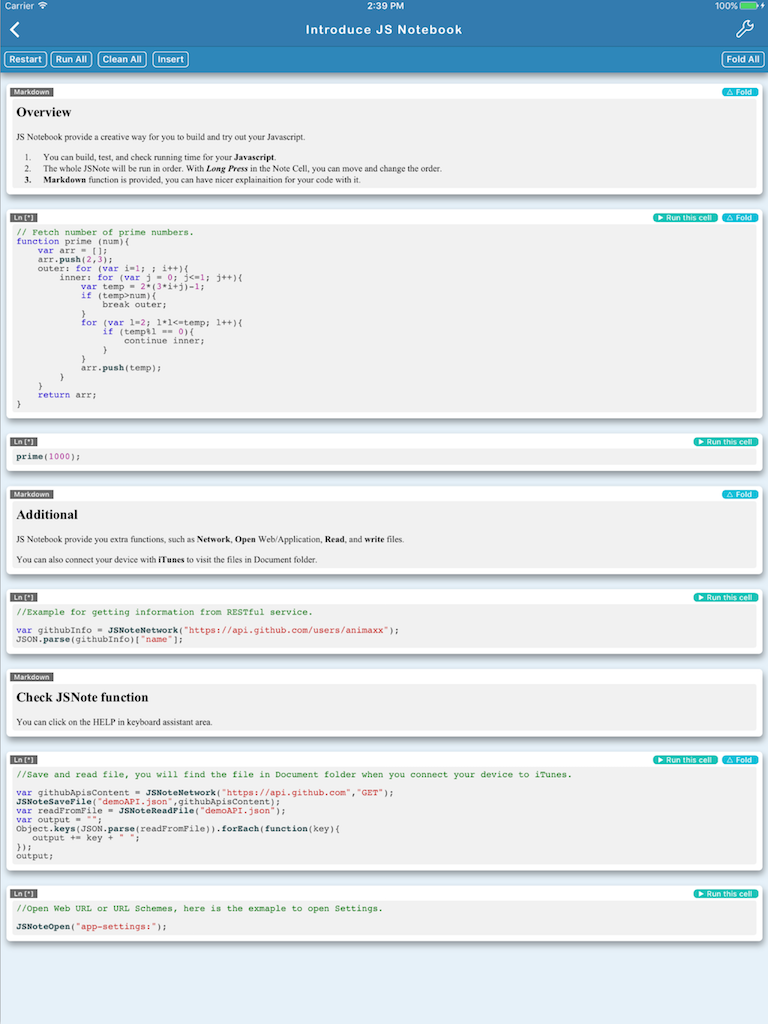 Carrier 2:39 PM 100%
Introduce JS Notebook
Restart Run All Clean All Insert Fold All
Markdown △ Fold
Overview
JS Notebook provide a creative way for you to build and try out your Javascript.
1. You can build, test, and check running time for your Javascript.
2. The whole JSNote will be run in order. With Long Press in the Note Cell, you can move and change the order.
3. Markdown function is provided, you can have nicer explainaition for your code with it.
Ln [*] ▶ Run this cell △ Fold
// Fetch number of prime numbers.
function prime (num){
var arr = [];
arr.push(2,3);
outer: for (var i=1; ; i++){
inner: for (var j = 0; j<=1; j++){
var temp = 2*(3*i+j)-1;
if (temp>num){
break outer;
}
for (var l=2; l*l<=temp; l++){
if (temp%l == 0){
continue inner;
}
}
arr.push(temp);
}
}
return arr;
}
Ln [*] ▶ Run this cell
prime(1000);
Markdown △ Fold
Additional
JS Notebook provide you extra functions, such as Network, Open Web/Application, Read, and write files.
You can also connect your device with iTunes to visit the files in Document folder.
Ln [*] ▶ Run this cell
//Example for getting information from RESTful service.
var githubInfo = JSNoteNetwork("https://api.github.com/users/animaxx");
JSON.parse(githubInfo)["name"];
Markdown
Check JSNote function
You can click on the HELP in keyboard assistant area.
Ln [*] ▶ Run this cell △ Fold
//Save and read file, you will find the file in Document folder when you connect your device to iTunes.
var githubApisContent = JSNoteNetwork("https://api.github.com","GET");
JSNoteSaveFile("demoAPI.json",githubApisContent);
var readFromFile = JSNoteReadFile("demoAPI.json");
var output = "";
Object.keys(JSON.parse(readFromFile)).forEach(function(key){
output += key + " ";
});
output;
Ln [*] ▶ Run this cell
//Open Web URL or URL Schemes, here is the exmaple to open Settings.
JSNoteOpen("app-settings:");